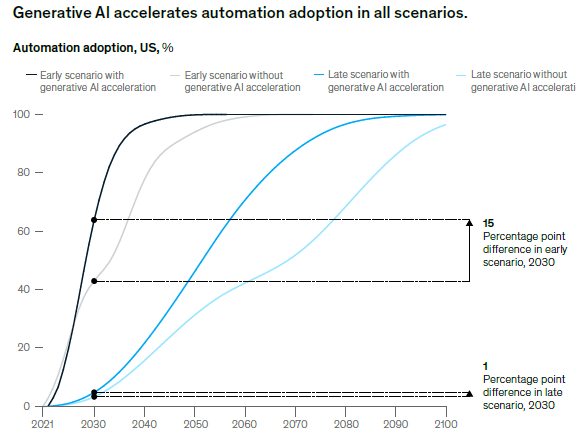 Generative AI accelerates automation adoption in all scenarios.
Automation adoption, US, %
Early scenario with
generative AI acceleration
Early scenario without
generative AI acceleration
Late scenario with
generative AI acceleration
Late scenario without
generative AI accelerati
100
80
60
40
20
0
15
Percentage point
difference in early
scenario, 2030
1
Percentage point
difference in late
scenario, 2030
2021 2030 2040 2050 2060 2070 2080 2090 2100